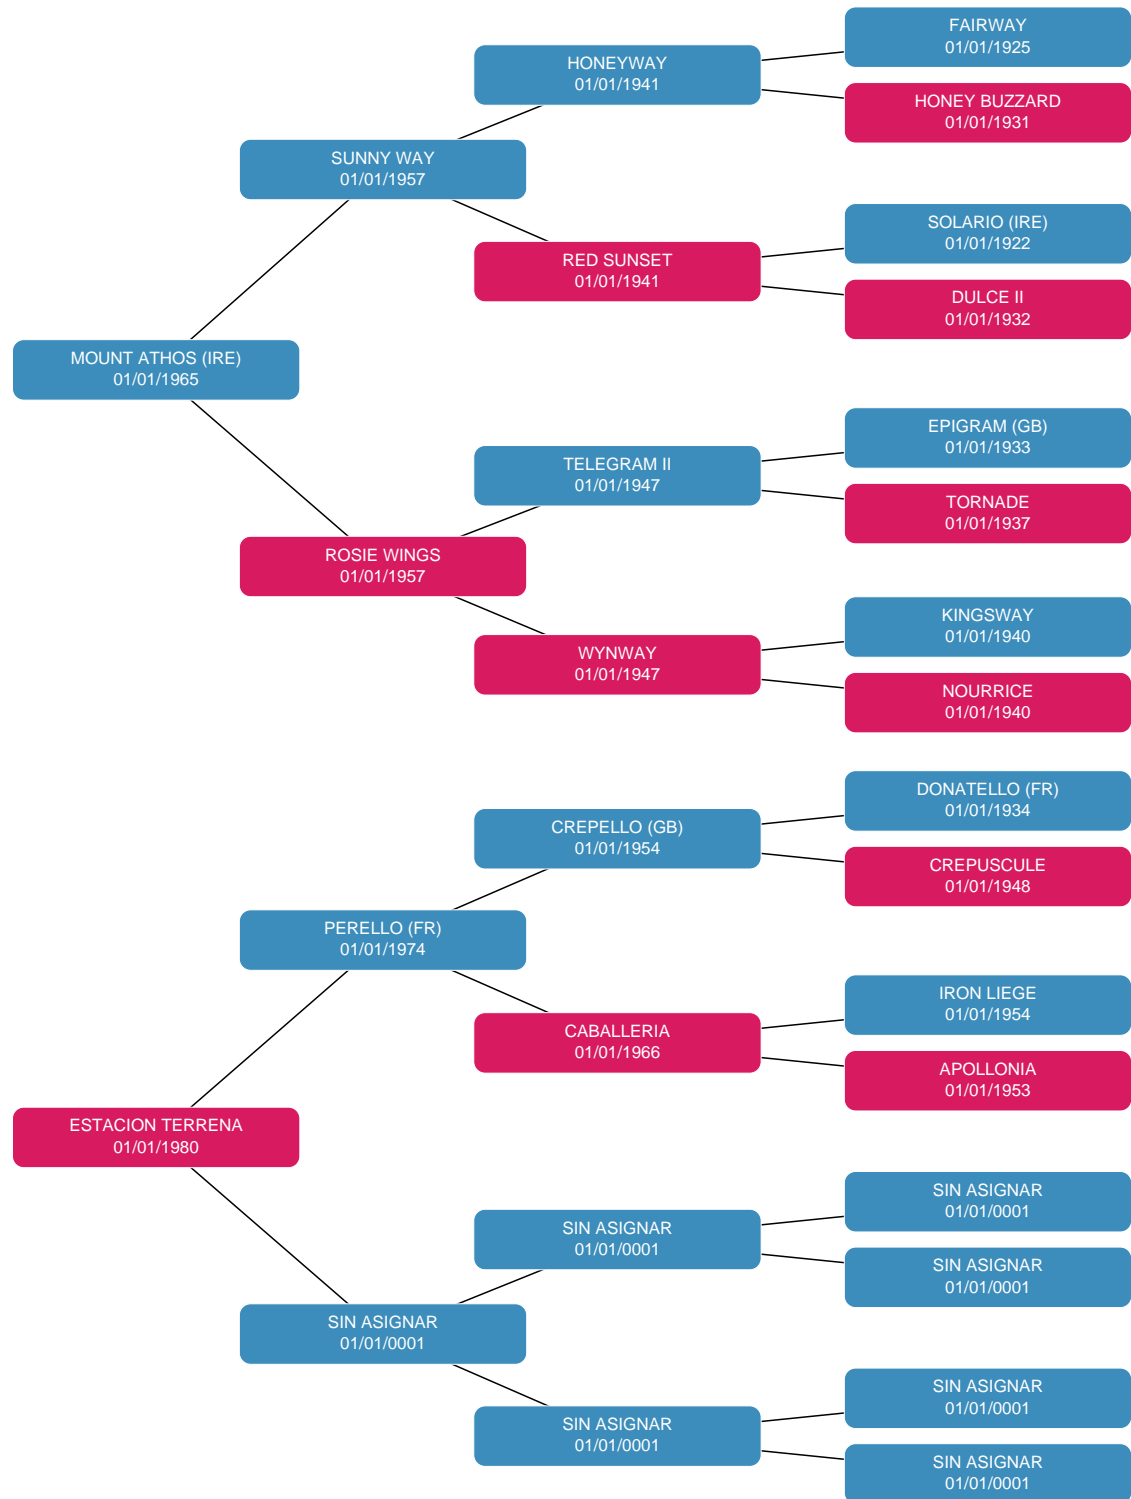 FAIRWAY
01/01/1925
HONEYWAY
01/01/1941
HONEY BUZZARD
01/01/1931
SUNNY WAY
01/01/1957
SOLARIO (IRE)
01/01/1922
RED SUNSET
01/01/1941
DULCE II
01/01/1932
MOUNT ATHOS (IRE)
01/01/1965
EPIGRAM (GB)
01/01/1933
TELEGRAM II
01/01/1947
TORNADE
01/01/1937
ROSIE WINGS
01/01/1957
KINGSWAY
01/01/1940
WYNWAY
01/01/1947
NOURRICE
01/01/1940
DONATELLO (FR)
01/01/1934
CREPELLO (GB)
01/01/1954
CREPUSCULE
01/01/1948
PERELLO (FR)
01/01/1974
IRON LIEGE
01/01/1954
CABALLERIA
01/01/1966
APOLLONIA
01/01/1953
ESTACION TERRENA
01/01/1980
SIN ASIGNAR
01/01/0001
SIN ASIGNAR
01/01/0001
SIN ASIGNAR
01/01/0001
SIN ASIGNAR
01/01/0001
SIN ASIGNAR
01/01/0001
SIN ASIGNAR
01/01/0001
SIN ASIGNAR
01/01/0001